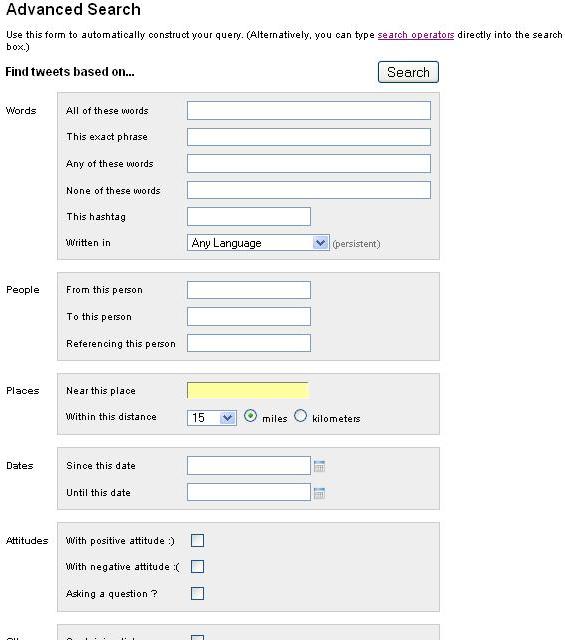 Advanced Search
Use this form to automatically construct your query. (Alternatively, you can type search operators directly into the search
box.)
Find tweets based on... Search
Words All of these words
This exact phrase
Any of these words
None of these words
This hashtag
Written in Any Language (persistent)
People From this person
To this person
Referencing this person
Places Near this place
Within this distance 15 miles kilometers
Dates Since this date
Until this date
Attitudes With positive attitude :)
With negative attitude :(
Asking a question ?